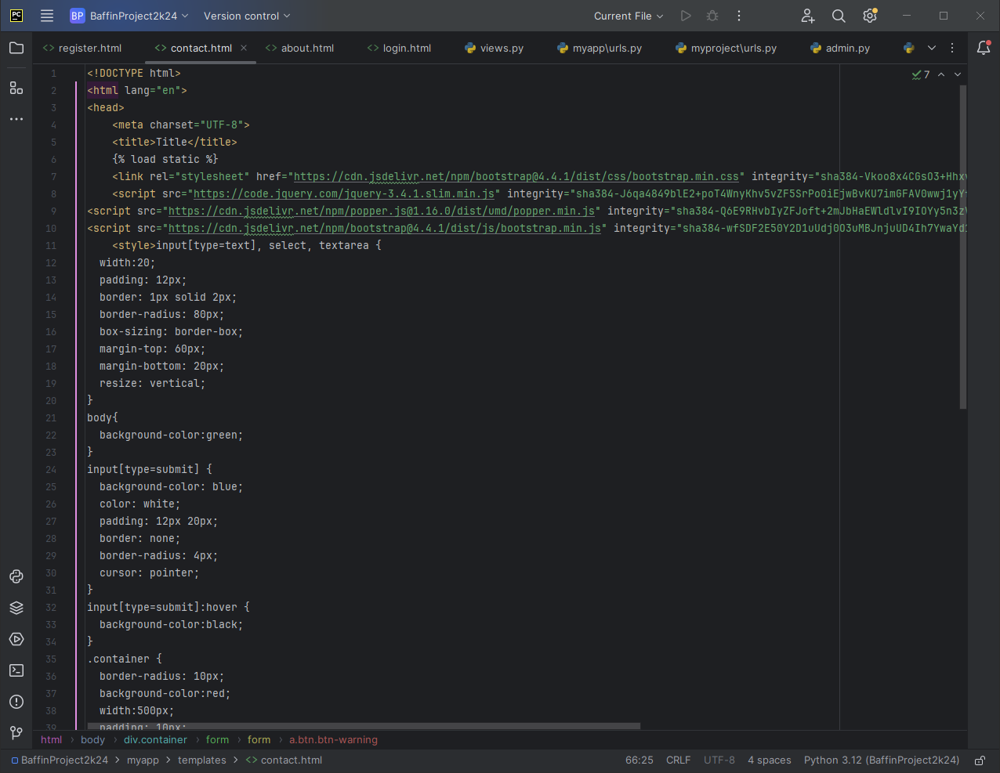 PC BP BaffinProject2k24 Version control Current File
register.html contact.html about.html login.html views.py myapp\urls.py myproject\urls.py admin.py
7
1 <!DOCTYPE html>
2 <html lang="en">
3 <head>
4 <meta charset="UTF-8">
5 <title>Title</title>
6 {% load static %}
7 <link rel="stylesheet" href="https://cdn.jsdelivr.net/npm/bootstrap@4.4.1/dist/css/bootstrap.min.css" integrity="sha384-Vkoo8x4CGsO3+Hhxv
8 <script src="https://code.jquery.com/jquery-3.4.1.slim.min.js" integrity="sha384-J6qa4849blE2+poT4WnyKhv5vZF5SrPo0iEjwBvKU7imGFAV0wwj1yY
9 <script src="https://cdn.jsdelivr.net/npm/popper.js@1.16.0/dist/umd/popper.min.js" integrity="sha384-Q6E9RHvbIyZFJoft+2mJbHaEWldlvI9IOYy5n3z
10 <script src="https://cdn.jsdelivr.net/npm/bootstrap@4.4.1/dist/js/bootstrap.min.js" integrity="sha384-wfSDF2E50Y2D1uUdj0O3uMBJnjuUD4Ih7YwaYd
11 <style>input[type=text], select, textarea {
12 width:20;
13 padding: 12px;
14 border: 1px solid 2px;
15 border-radius: 80px;
16 box-sizing: border-box;
17 margin-top: 60px;
18 margin-bottom: 20px;
19 resize: vertical;
20 }
21 body{
22 background-color:green;
23 }
24 input[type=submit] {
25 background-color: blue;
26 color: white;
27 padding: 12px 20px;
28 border: none;
29 border-radius: 4px;
30 cursor: pointer;
31 }
32 input[type=submit]:hover {
33 background-color:black;
34 }
35 .container {
36 border-radius: 10px;
37 background-color:red;
38 width:500px;
39 padding: 10px;
html › body › div.container › form › form › a.btn.btn-warning
BaffinProject2k24 › myapp › templates › contact.html 66:25 CRLF UTF-8 4 spaces Python 3.12 (BaffinProject2k24)